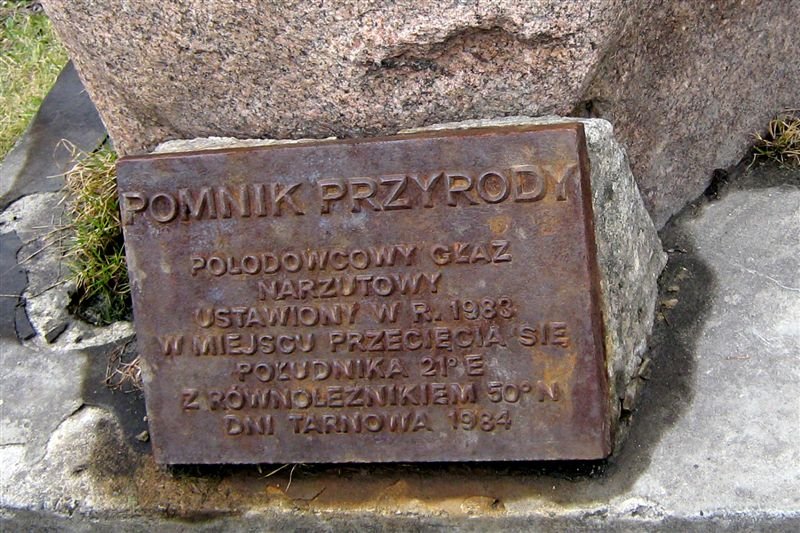 POMNIK PRZYRODY
POLODOWCOWY GŁAZ
NARZUTOWY
USTAWIONY W R. 1983
W MIEJSCU PRZECIĘCIA SIĘ
POŁUDNIKA 21° E
Z RÓWNOLEŻNIKIEM 50° N
DNI TARNOWA 1984